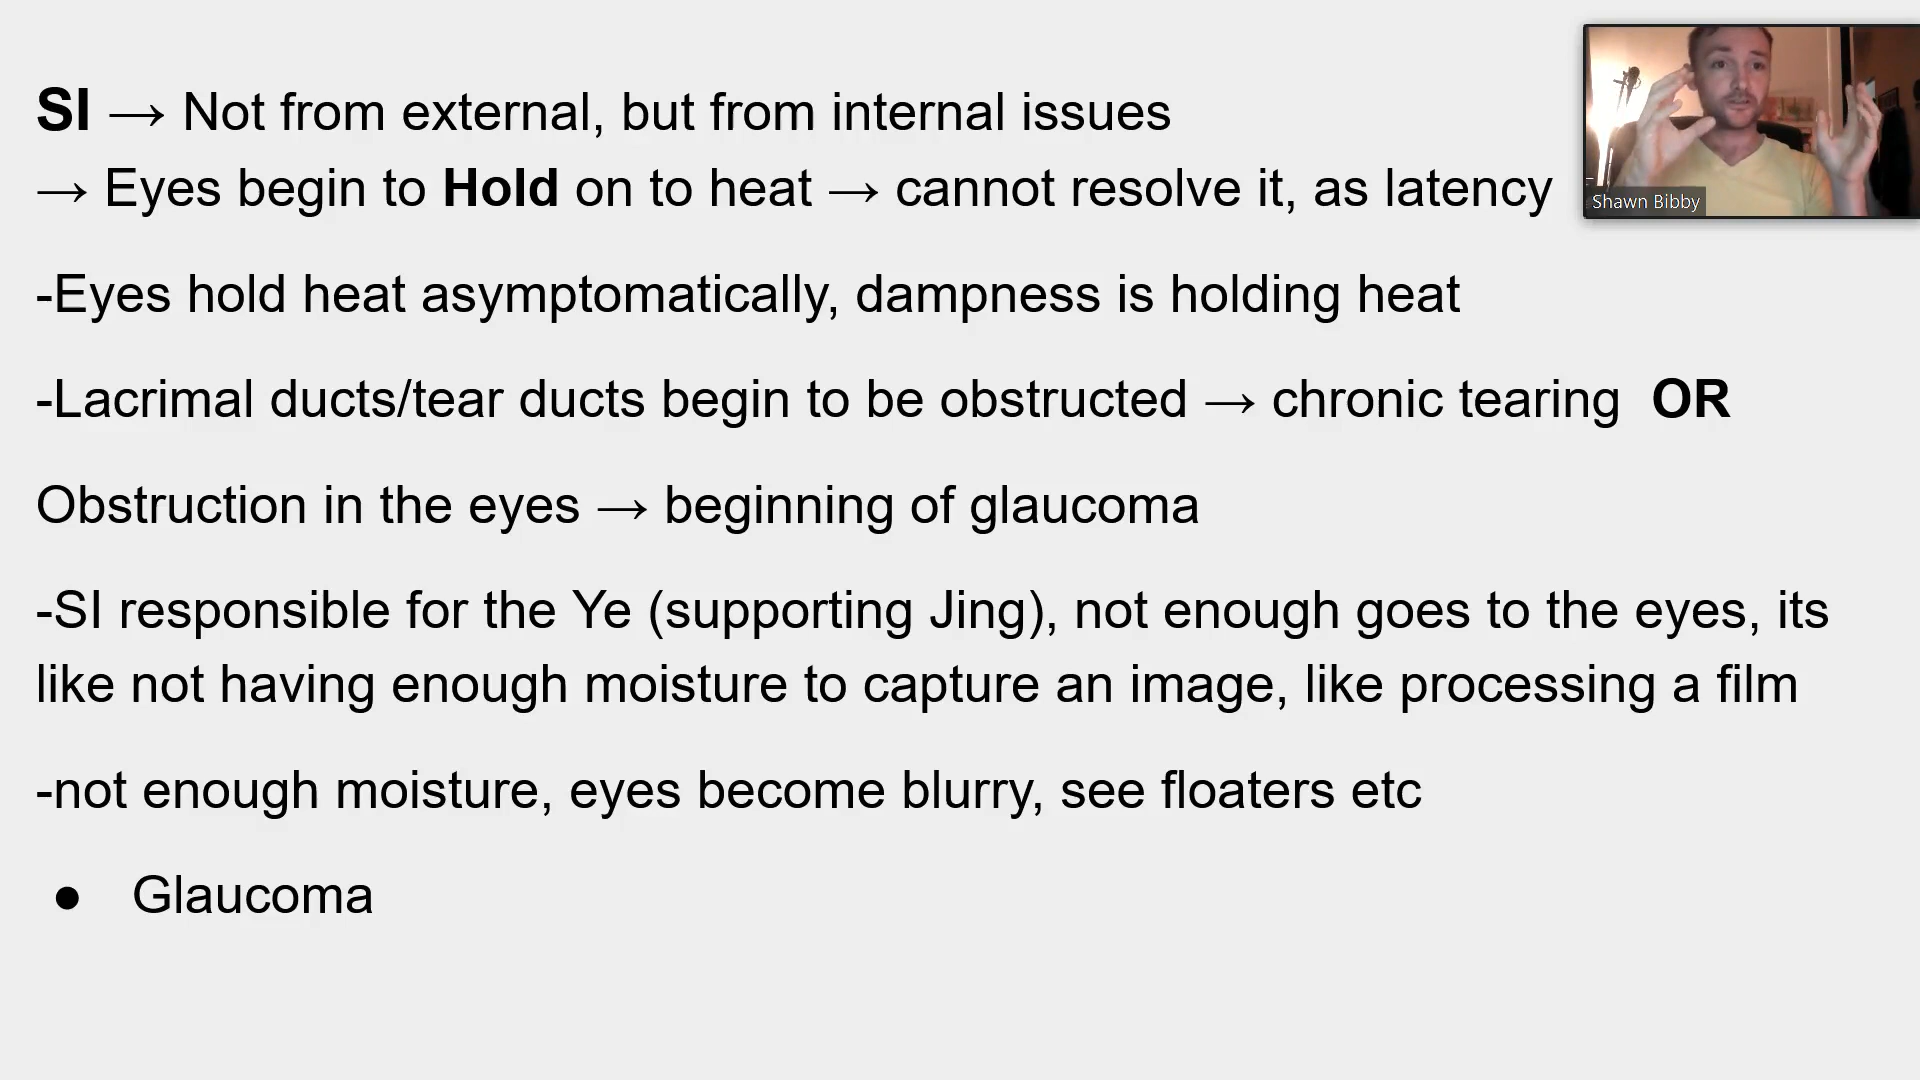 SI → Not from external, but from internal issues
→ Eyes begin to Hold on to heat → cannot resolve it, as latency
Shawn Bibby
-Eyes hold heat asymptomatically, dampness is holding heat
-Lacrimal ducts/tear ducts begin to be obstructed → chronic tearing  OR
Obstruction in the eyes → beginning of glaucoma
-SI responsible for the Ye (supporting Jing), not enough goes to the eyes, its
like not having enough moisture to capture an image, like processing a film
-not enough moisture, eyes become blurry, see floaters etc
● Glaucoma